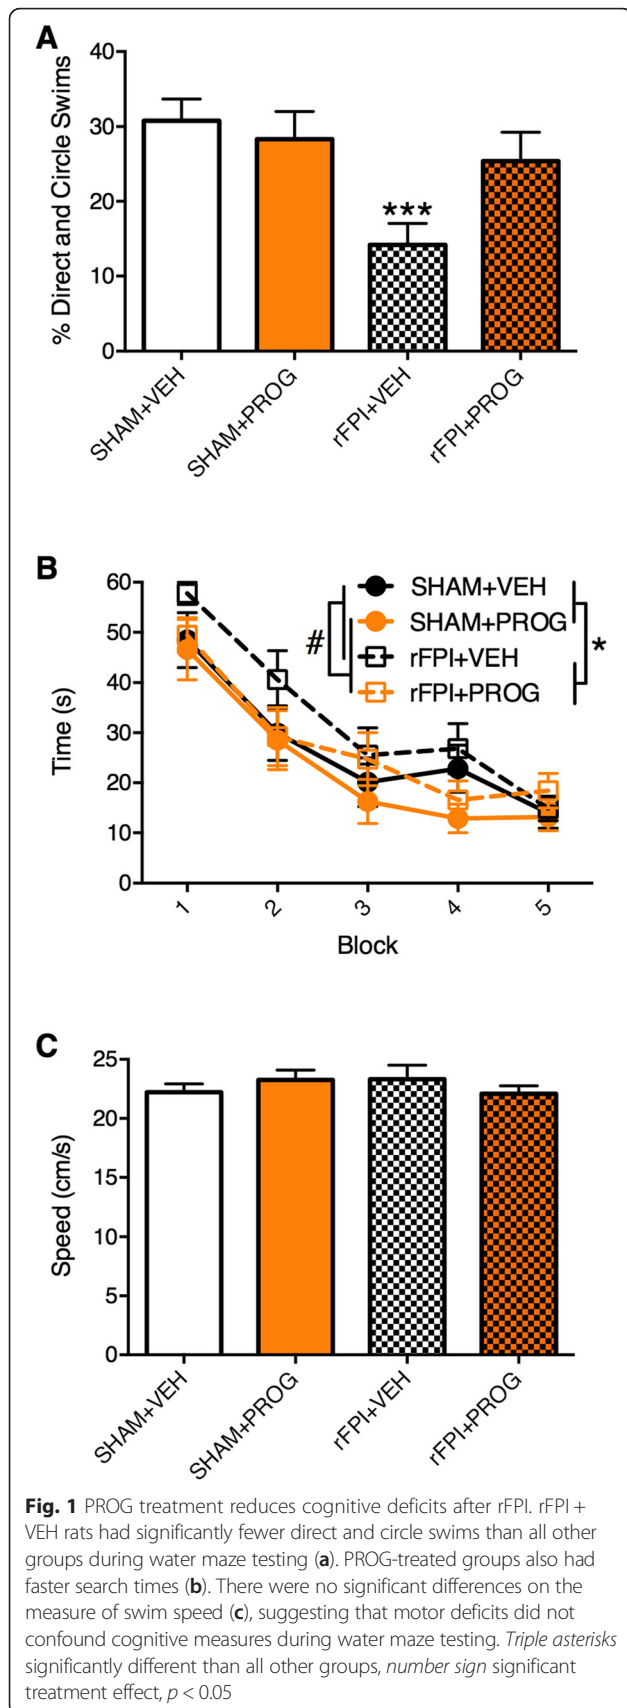 A
% Direct and Circle Swims
40
30
20
10
0
***
SHAM+VEH
SHAM+PROG
rFPI+VEH
rFPI+PROG
B
Time (s)
60
50
40
30
20
10
0
SHAM+VEH
SHAM+PROG
rFPI+VEH
rFPI+PROG
#
*
1
2
3
4
5
Block
C
Speed (cm/s)
25
20
15
10
5
0
SHAM+VEH
SHAM+PROG
rFPI+VEH
rFPI+PROG
Fig. 1 PROG treatment reduces cognitive deficits after rFPI. rFPI +
VEH rats had significantly fewer direct and circle swims than all other
groups during water maze testing (a). PROG-treated groups also had
faster search times (b). There were no significant differences on the
measure of swim speed (c), suggesting that motor deficits did not
confound cognitive measures during water maze testing. Triple asterisks
significantly different than all other groups, number sign significant
treatment effect, p < 0.05